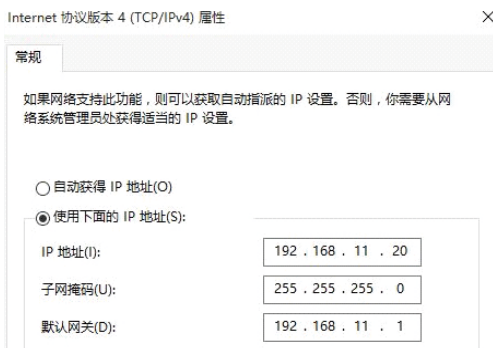 Internet 协议版本 4 (TCP/IPv4) 属性
常规
如果网络支持此功能，则可以获取自动指派的 IP 设置。否则，你需要从网
络系统管理员处获得适当的 IP 设置。
自动获得 IP 地址(O)
使用下面的 IP 地址(S):
IP 地址(I): 192 . 168 . 11 . 20
子网掩码(U): 255 . 255 . 255 . 0
默认网关(D): 192 . 168 . 11 . 1